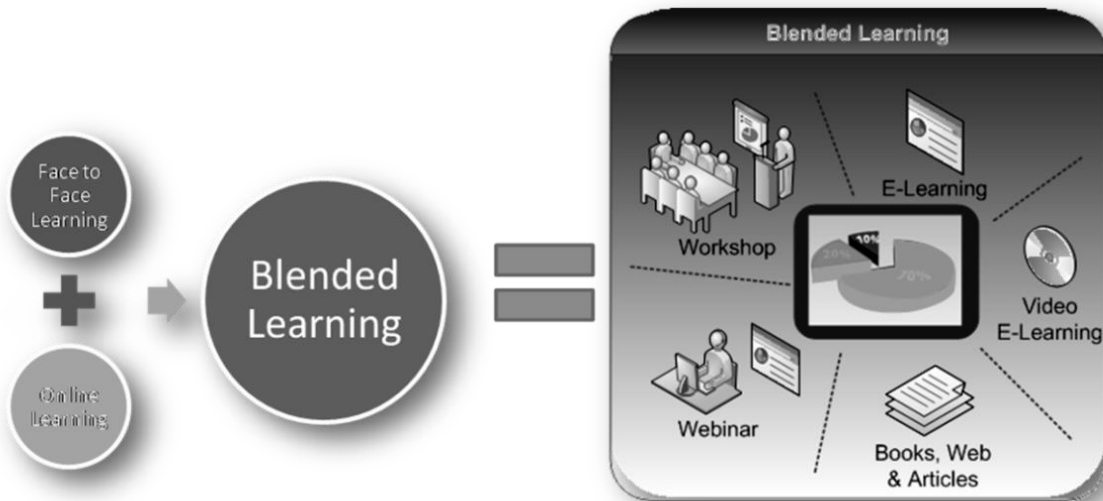 Face to
Face
Learning
Online
Learning
Blended
Learning
Blended Learning
Workshop
E-Learning
Video
E-Learning
Books, Web
& Articles
Webinar
20%
10%
70%